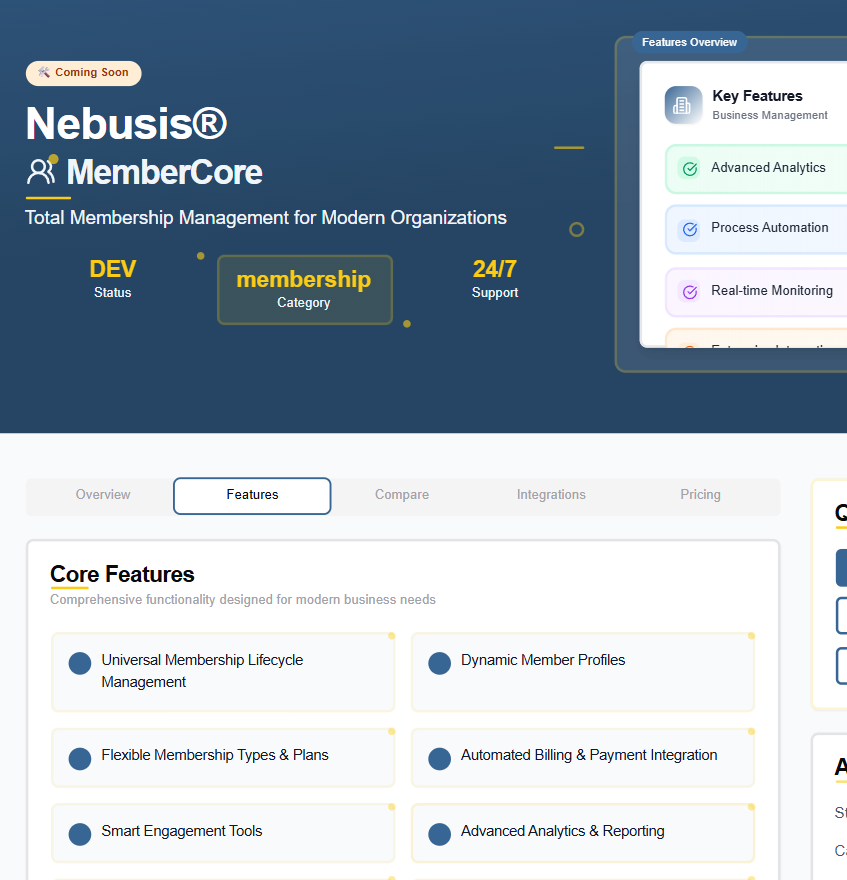 Features Overview
🛠️ Coming Soon
Nebusis®
MemberCore
Total Membership Management for Modern Organizations
DEV
Status
membership
Category
24/7
Support
Key Features
Business Management
Advanced Analytics
Process Automation
Real-time Monitoring
Overview
Features
Compare
Integrations
Pricing
Core Features
Comprehensive functionality designed for modern business needs
Universal Membership Lifecycle
Management
Dynamic Member Profiles
Flexible Membership Types & Plans
Automated Billing & Payment Integration
Smart Engagement Tools
Advanced Analytics & Reporting